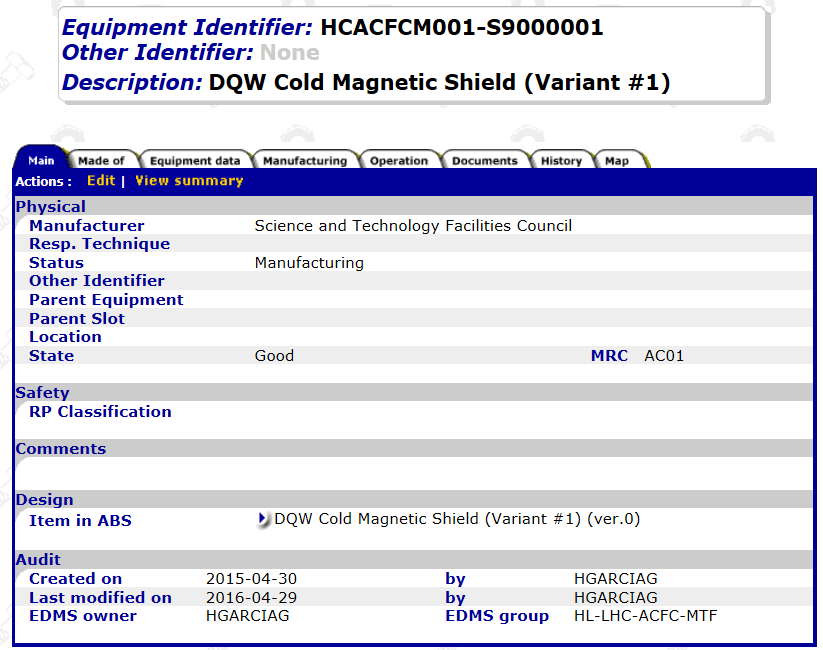 Equipment Identifier: HCACFCM001-S9000001
Other Identifier: None
Description: DQW Cold Magnetic Shield (Variant #1)
Main Made of Equipment data Manufacturing Operation Documents History Map
Actions : Edit | View summary
Physical
Manufacturer Science and Technology Facilities Council
Resp. Technique
Status Manufacturing
Other Identifier
Parent Equipment
Parent Slot
Location
State Good MRC AC01
Safety
RP Classification
Comments
Design
Item in ABS DQW Cold Magnetic Shield (Variant #1) (ver.0)
Audit
Created on 2015-04-30 by HGARCIAG
Last modified on 2016-04-29 by HGARCIAG
EDMS owner HGARCIAG EDMS group HL-LHC-ACFC-MTF